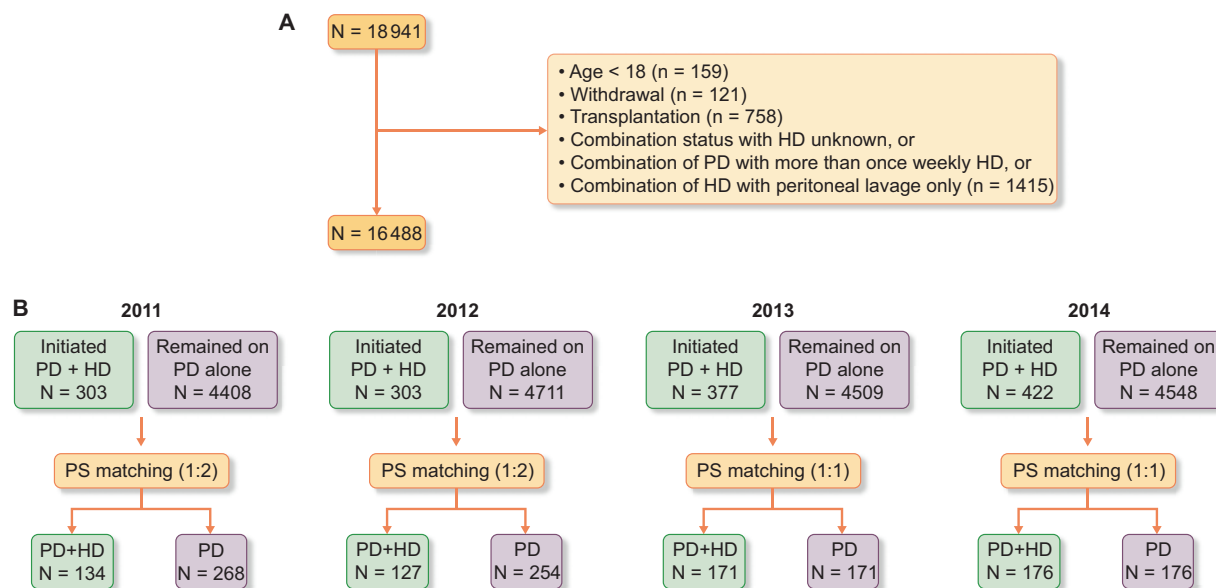 A
N = 18 941
• Age < 18 (n = 159)
• Withdrawal (n = 121)
• Transplantation (n = 758)
• Combination status with HD unknown, or
• Combination of PD with more than once weekly HD, or
• Combination of HD with peritoneal lavage only (n = 1415)
N = 16 488
B
2011
Initiated
PD + HD
N = 303
Remained on
PD alone
N = 4408
PS matching (1:2)
PD+HD
N = 134
PD
N = 268
2012
Initiated
PD + HD
N = 303
Remained on
PD alone
N = 4711
PS matching (1:2)
PD+HD
N = 127
PD
N = 254
2013
Initiated
PD + HD
N = 377
Remained on
PD alone
N = 4509
PS matching (1:1)
PD+HD
N = 171
PD
N = 171
2014
Initiated
PD + HD
N = 422
Remained on
PD alone
N = 4548
PS matching (1:1)
PD+HD
N = 176
PD
N = 176